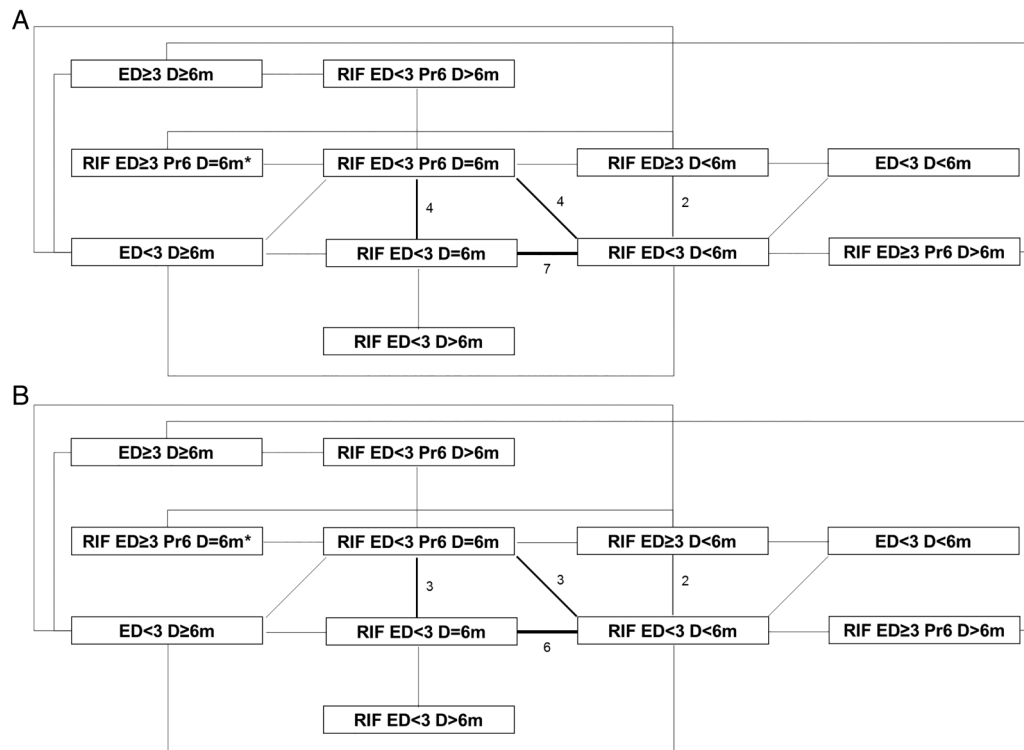 A
ED≥3 D≥6m
RIF ED<3 Pr6 D>6m
RIF ED≥3 Pr6 D=6m*
RIF ED<3 Pr6 D=6m
RIF ED≥3 D<6m
ED<3 D<6m
4
4
2
ED<3 D≥6m
RIF ED<3 D=6m
RIF ED<3 D<6m
RIF ED≥3 Pr6 D>6m
7
RIF ED<3 D>6m
B
ED≥3 D≥6m
RIF ED<3 Pr6 D>6m
RIF ED≥3 Pr6 D=6m*
RIF ED<3 Pr6 D=6m
RIF ED≥3 D<6m
ED<3 D<6m
3
3
2
ED<3 D≥6m
RIF ED<3 D=6m
RIF ED<3 D<6m
RIF ED≥3 Pr6 D>6m
6
RIF ED<3 D>6m